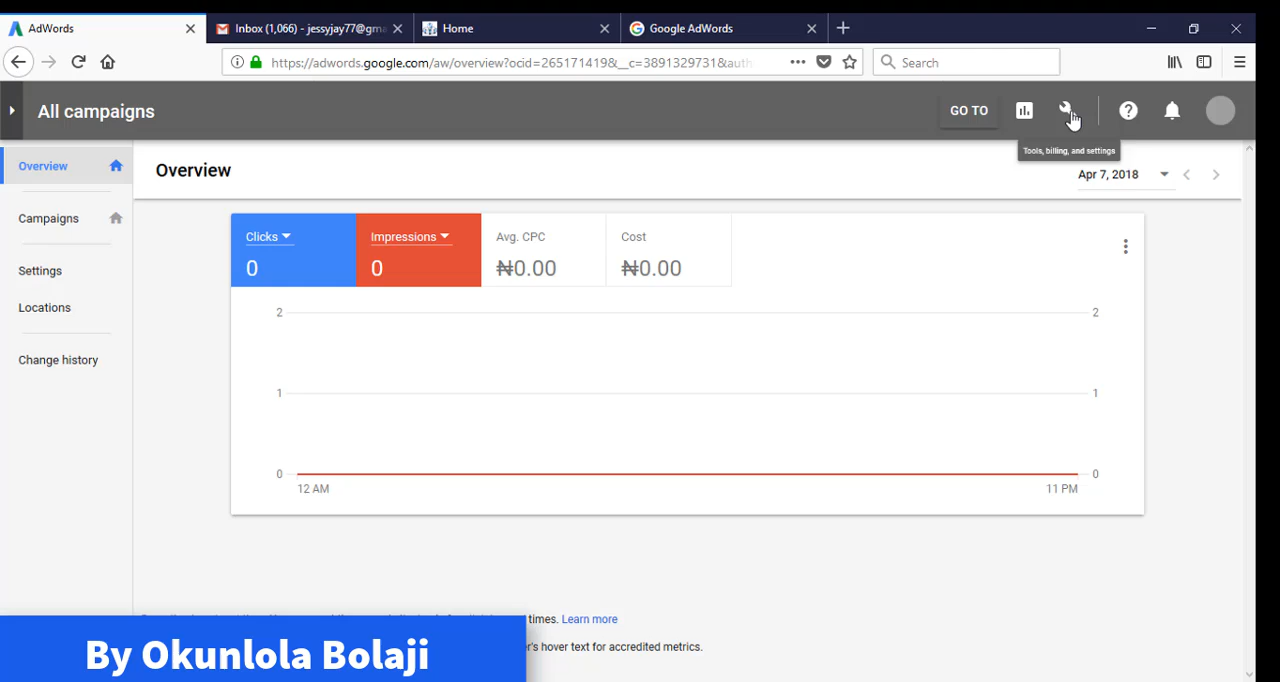 AdWords
Inbox (1,066) - jessyjay77@gma
Home
Google AdWords
https://adwords.google.com/aw/overview?ocid=265171419&__c=3891329731&auth
Search
All campaigns
GO TO
Tools, billing, and settings
Overview
Campaigns
Settings
Locations
Change history
Overview
Apr 7, 2018
Clicks
0
Impressions
0
Avg. CPC
₦0.00
Cost
₦0.00
2
2
1
1
0
0
12 AM
11 PM
times. Learn more
r's hover text for accredited metrics.
By Okunlola Bolaji